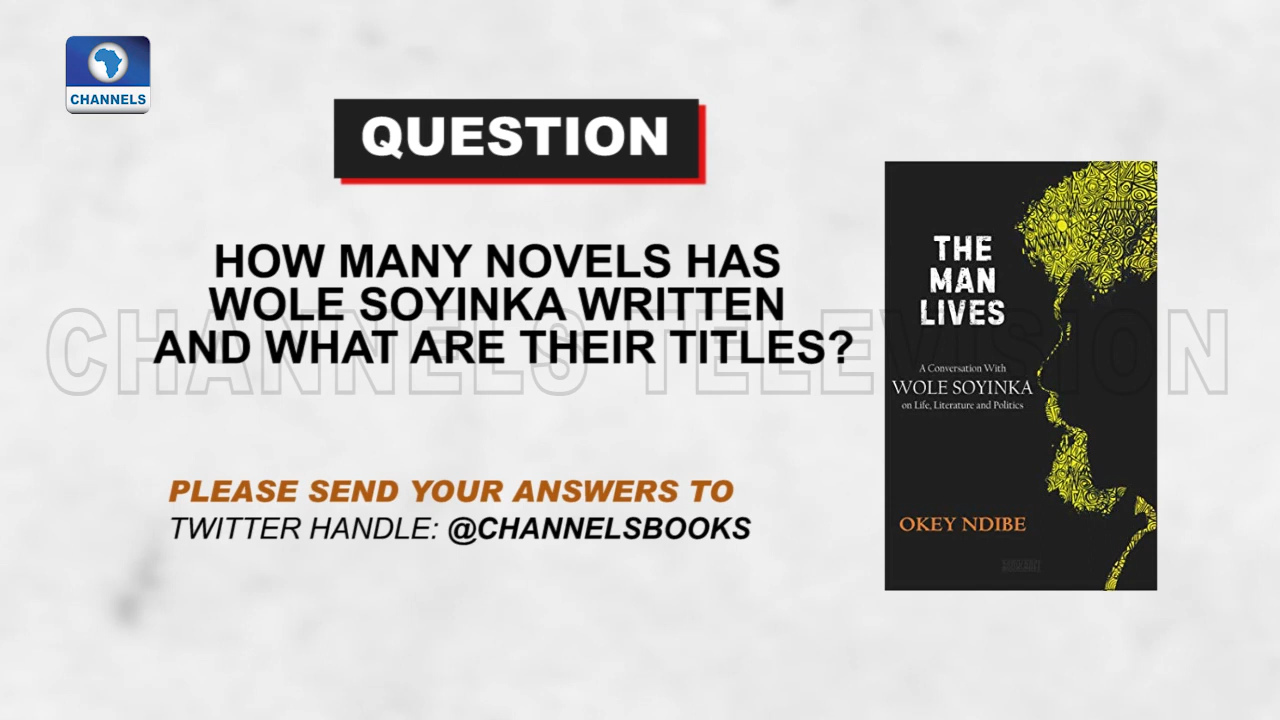 CHANNELS
QUESTION
HOW MANY NOVELS HAS
WOLE SOYINKA WRITTEN
AND WHAT ARE THEIR TITLES?
CHANNELS TELEVISION
PLEASE SEND YOUR ANSWERS TO
TWITTER HANDLE: @CHANNELSBOOKS
THE
MAN
LIVES
A Conversation With
WOLE SOYINKA
on Life, Literature and Politics
OKEY NDIBE